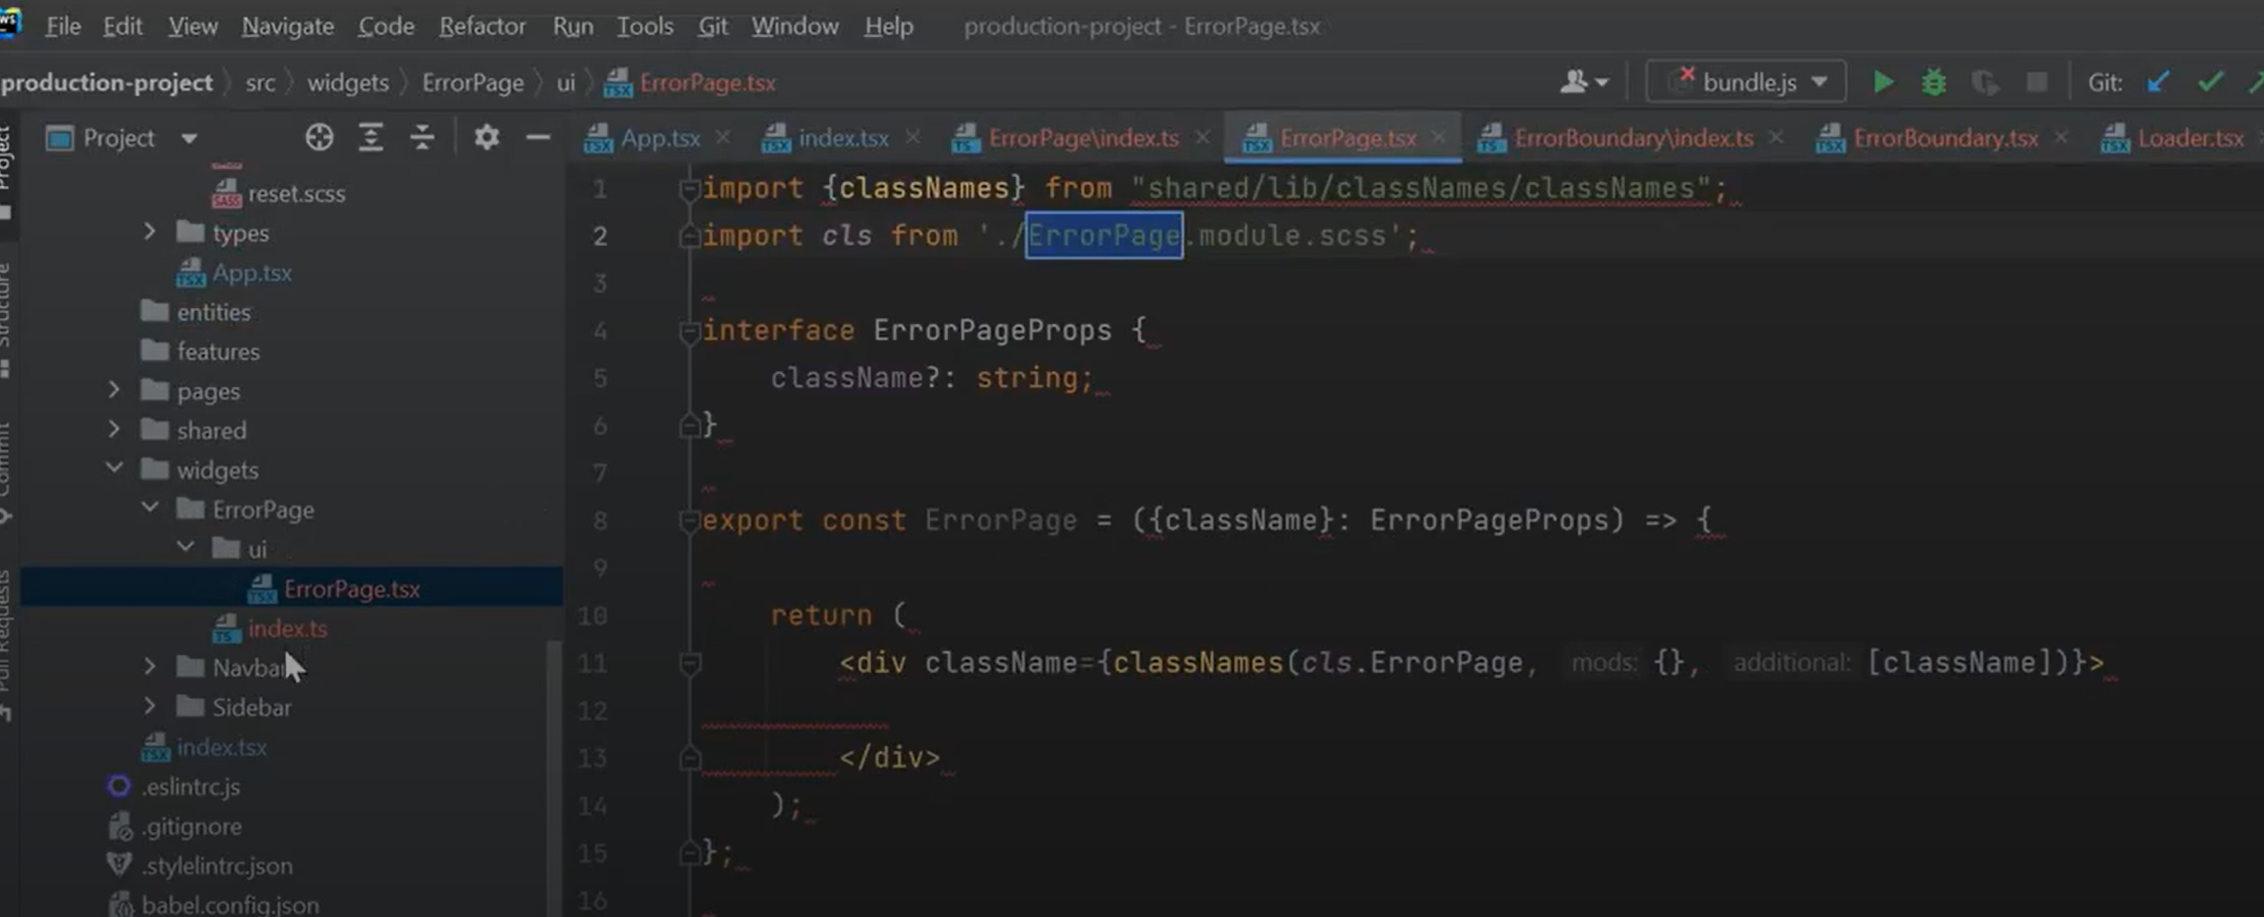 File Edit View Navigate Code Refactor Run Tools Git Window Help production-project - ErrorPage.tsx
production-project src widgets ErrorPage ui ErrorPage.tsx bundle.js Git:
Project App.tsx index.tsx ErrorPage\index.ts ErrorPage.tsx ErrorBoundary\index.ts ErrorBoundary.tsx Loader.tsx
Project
Structure
Commit
Pull Requests
reset.scss
types
App.tsx
entities
features
pages
shared
widgets
ErrorPage
ui
ErrorPage.tsx
index.ts
Navbar
Sidebar
index.tsx
.eslintrc.js
.gitignore
.stylelintrc.json
babel.config.json
1 import {classNames} from "shared/lib/classNames/classNames";
2 import cls from './ErrorPage.module.scss';
3
4 interface ErrorPageProps {
5 className?: string;
6 }
7
8 export const ErrorPage = ({className}: ErrorPageProps) => {
9
10 return (
11 <div className={classNames(cls.ErrorPage, mods: {}, additional: [className])}>
12
13 </div>
14 );
15 };
16